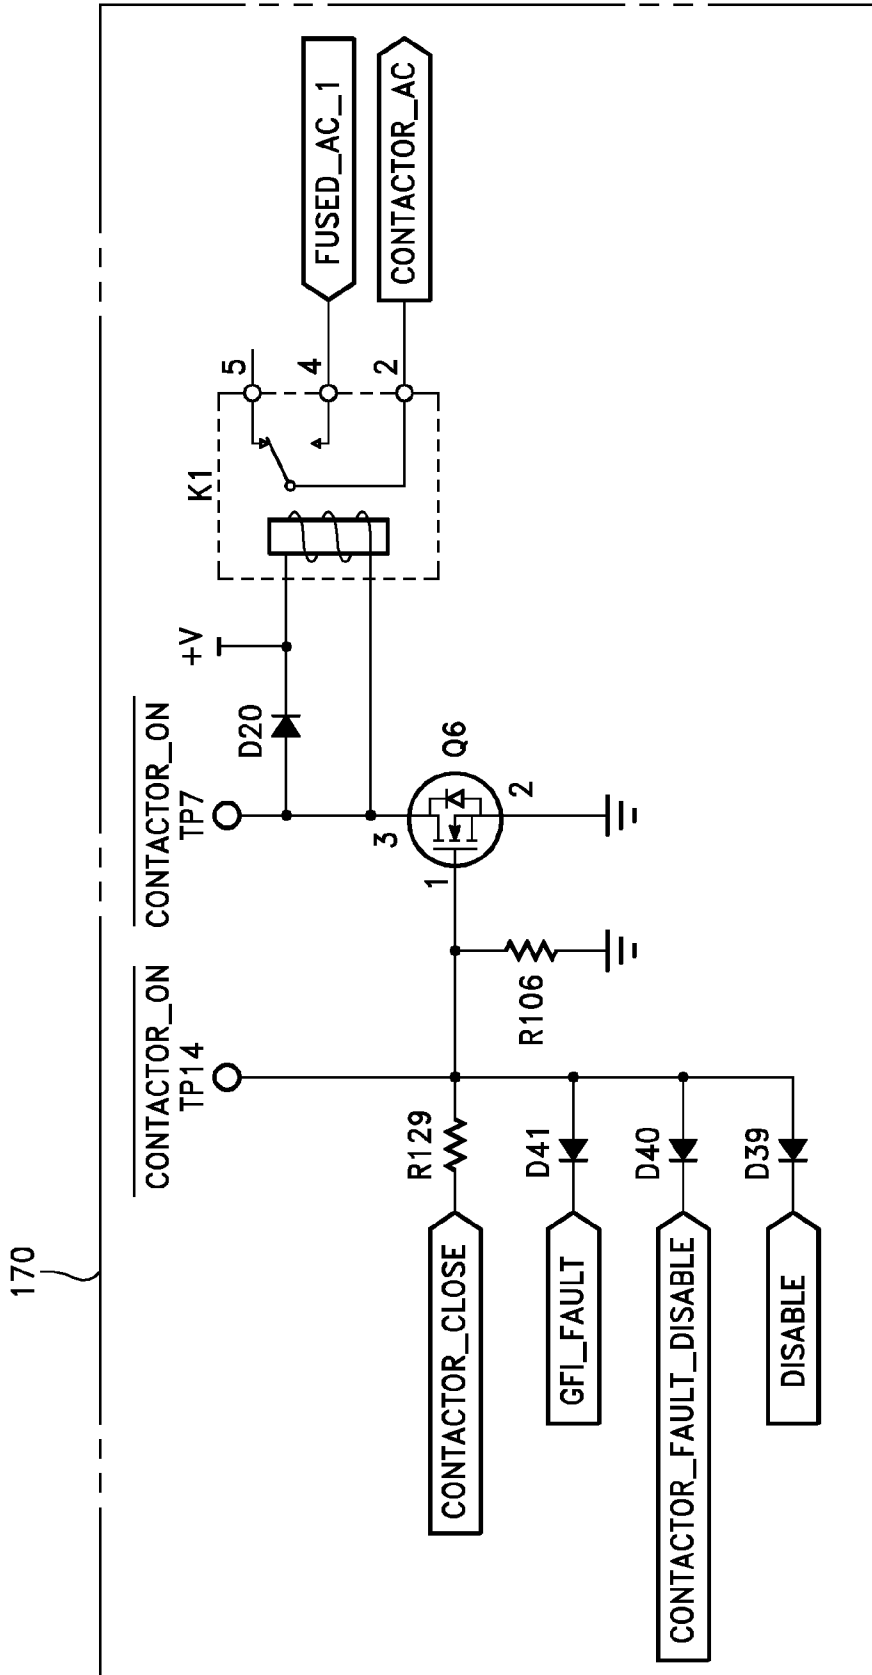 170
CONTACTOR_CLOSE
GFI_FAULT
CONTACTOR_FAULT_DISABLE
DISABLE
R129
D41
D40
D39
CONTACTOR_ON
TP14
R106
CONTACTOR_ON
TP7
1
3
2
Q6
D20
+V
K1
5
4
2
FUSED_AC_1
CONTACTOR_AC